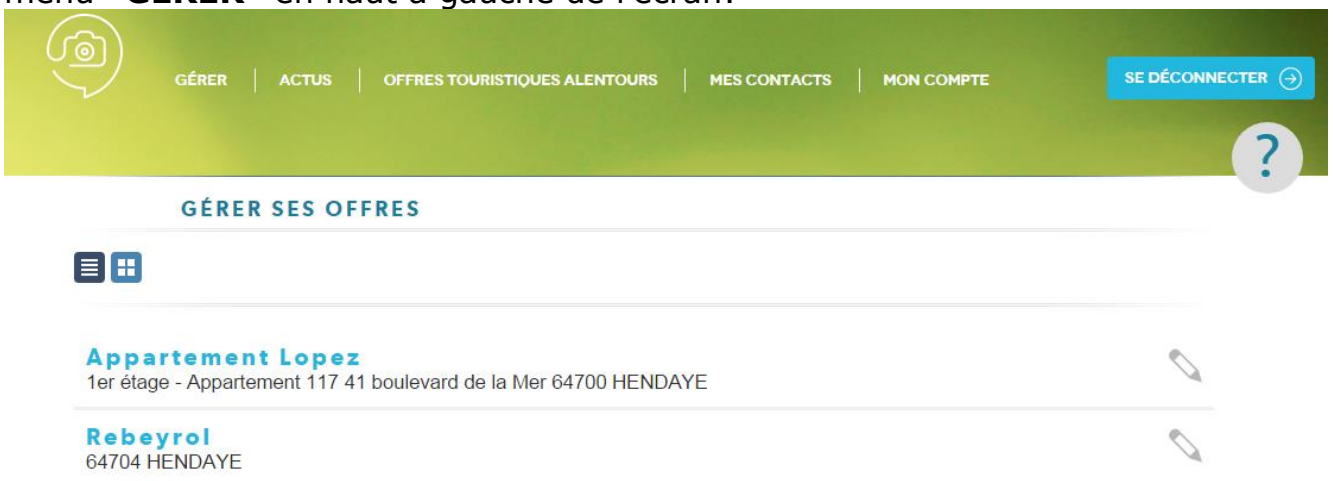 menu "GÉRER" en haut à gauche de l'écran.
GÉRER | ACTUS | OFFRES TOURISTIQUES ALENTOURS | MES CONTACTS | MON COMPTE
SE DÉCONNECTER
?
GÉRER SES OFFRES
Appartement Lopez
1er étage - Appartement 117 41 boulevard de la Mer 64700 HENDAYE
Rebeyrol
64704 HENDAYE